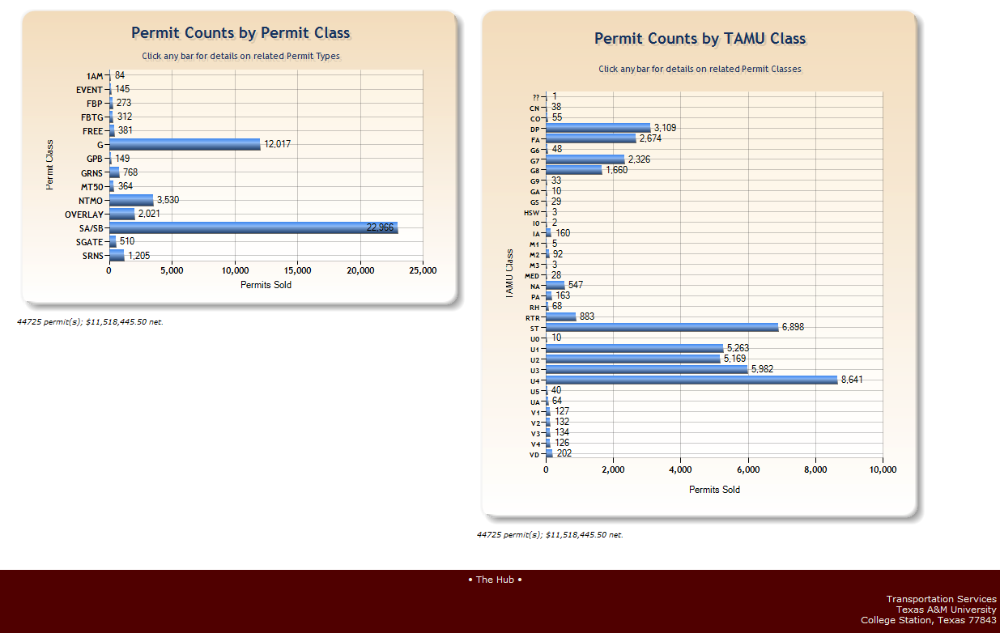 Permit Counts by Permit Class
Click any bar for details on related Permit Types
Permit Class
1AM 84
EVENT 145
FBP 273
FBTG 312
FREE 381
G 12,017
GPB 149
GRNS 768
MT50 364
NTMO 3,530
OVERLAY 2,021
SA/SB 22,966
SGATE 510
SRNS 1,205
0 5,000 10,000 15,000 20,000 25,000
Permits Sold
44725 permit(s); $11,518,445.50 net.
Permit Counts by TAMU Class
Click any bar for details on related Permit Classes
TAMU Class
?? 1
CN 38
CO 55
DP 3,109
FA 2,674
G6 48
G7 2,326
G8 1,660
G9 33
GA 10
GS 29
HSW 3
I0 2
IA 160
M1 5
M2 92
M3 3
MED 28
NA 547
PA 163
RH 68
RTR 883
ST 6,898
U0 10
U1 5,263
U2 5,169
U3 5,982
U4 8,641
U5 40
UA 64
V1 127
V2 132
V3 134
V4 126
VD 202
0 2,000 4,000 6,000 8,000 10,000
Permits Sold
44725 permit(s); $11,518,445.50 net.
• The Hub •
Transportation Services
Texas A&M University
College Station, Texas 77843